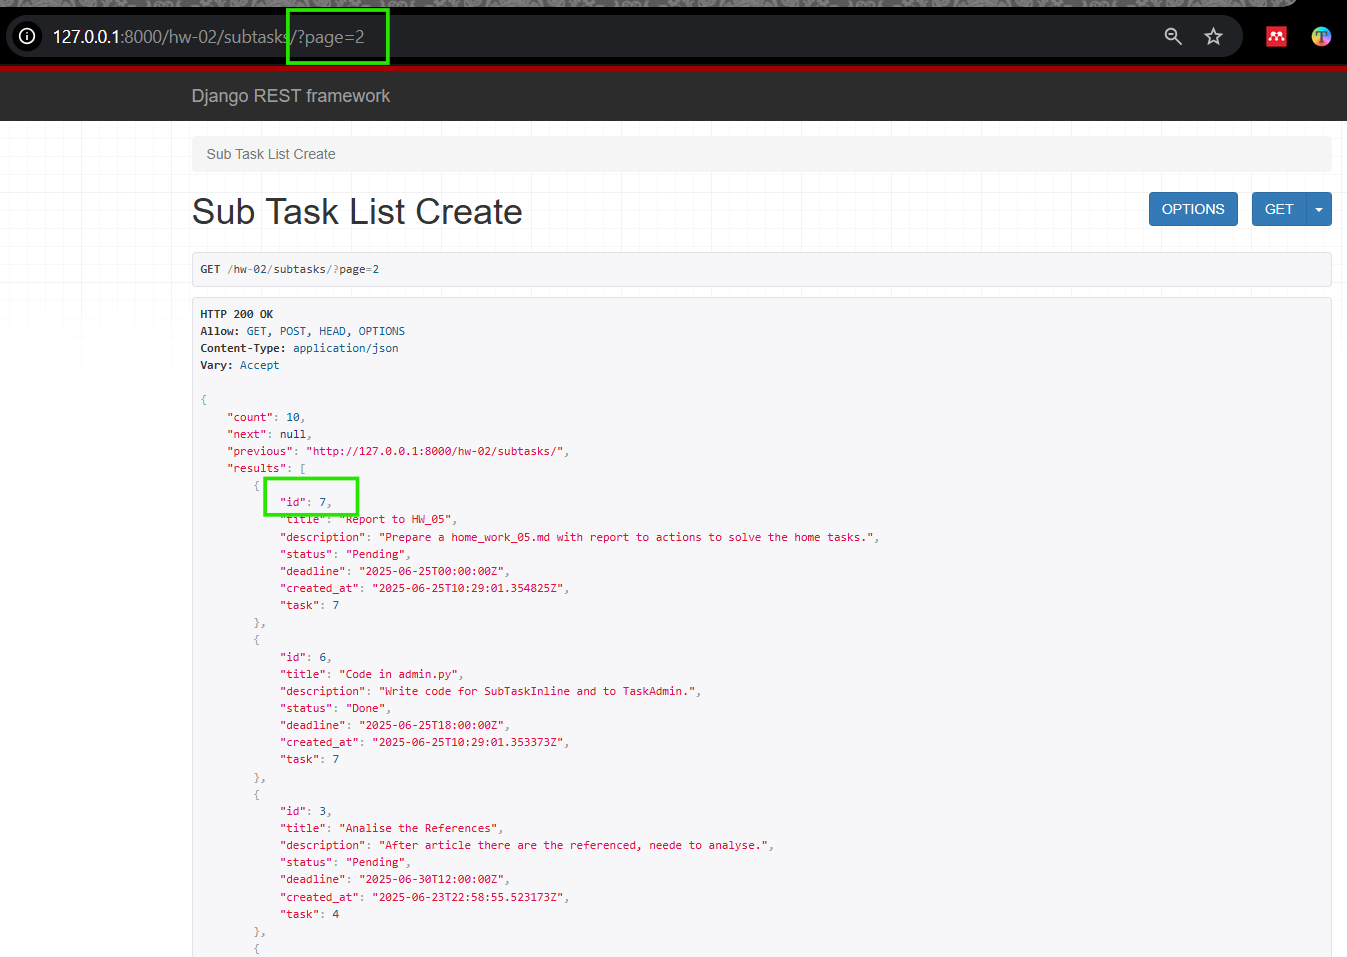 127.0.0.1:8000/hw-02/subtasks/?page=2
Django REST framework
Sub Task List Create
Sub Task List Create
OPTIONS
GET
GET /hw-02/subtasks/?page=2
HTTP 200 OK
Allow: GET, POST, HEAD, OPTIONS
Content-Type: application/json
Vary: Accept
{
"count": 10,
"next": null,
"previous": "http://127.0.0.1:8000/hw-02/subtasks/",
"results": [
{
"id": 7,
"title": "Report to HW_05",
"description": "Prepare a home_work_05.md with report to actions to solve the home tasks.",
"status": "Pending",
"deadline": "2025-06-25T00:00:00Z",
"created_at": "2025-06-25T10:29:01.354825Z",
"task": 7
},
{
"id": 6,
"title": "Code in admin.py",
"description": "Write code for SubTaskInline and to TaskAdmin.",
"status": "Done",
"deadline": "2025-06-25T18:00:00Z",
"created_at": "2025-06-25T10:29:01.353373Z",
"task": 7
},
{
"id": 3,
"title": "Analise the References",
"description": "After article there are the referenced, neede to analyse.",
"status": "Pending",
"deadline": "2025-06-30T12:00:00Z",
"created_at": "2025-06-23T22:58:55.523173Z",
"task": 4
},
{